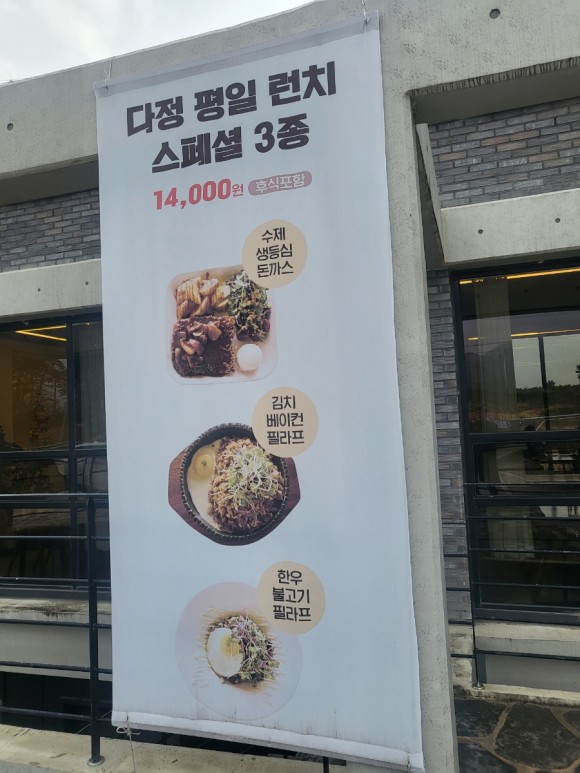 다정 평일 런치
스페셜 3종
14,000원 후식포함
수제
생등심
돈까스
김치
베이컨
필라프
한우
불고기
필라프